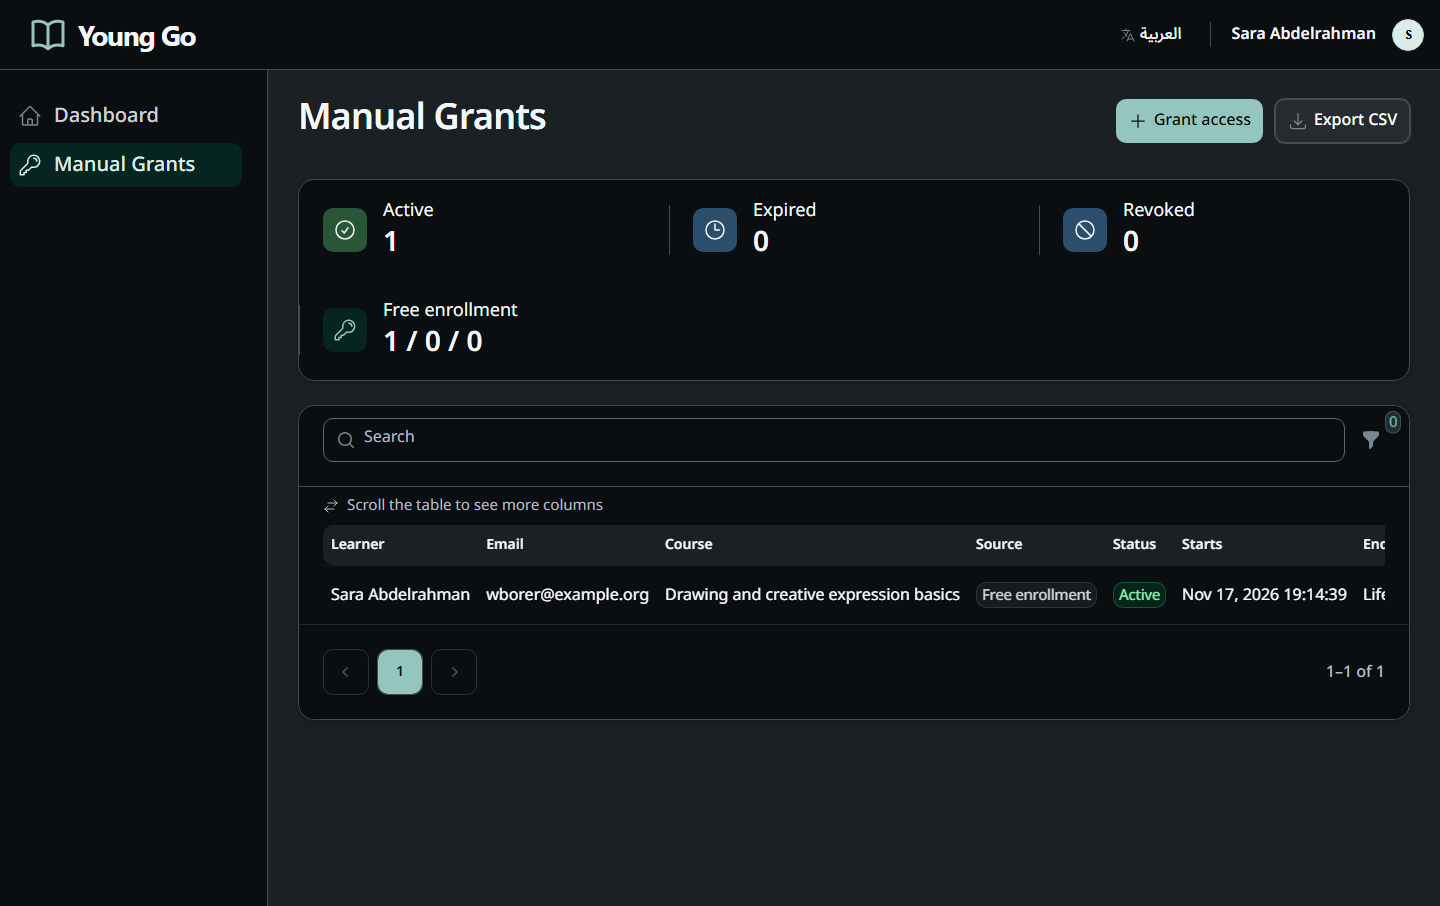 Young Go
العربية
Sara Abdelrahman
S
Dashboard
Manual Grants
Manual Grants
Grant access
Export CSV
Active
1
Expired
0
Revoked
0
Free enrollment
1 / 0 / 0
Search
0
Scroll the table to see more columns
Learner Email Course Source Status Starts
Sara Abdelrahman wborer@example.org Drawing and creative expression basics Free enrollment Active Nov 17, 2026 19:14:39
1
1–1 of 1